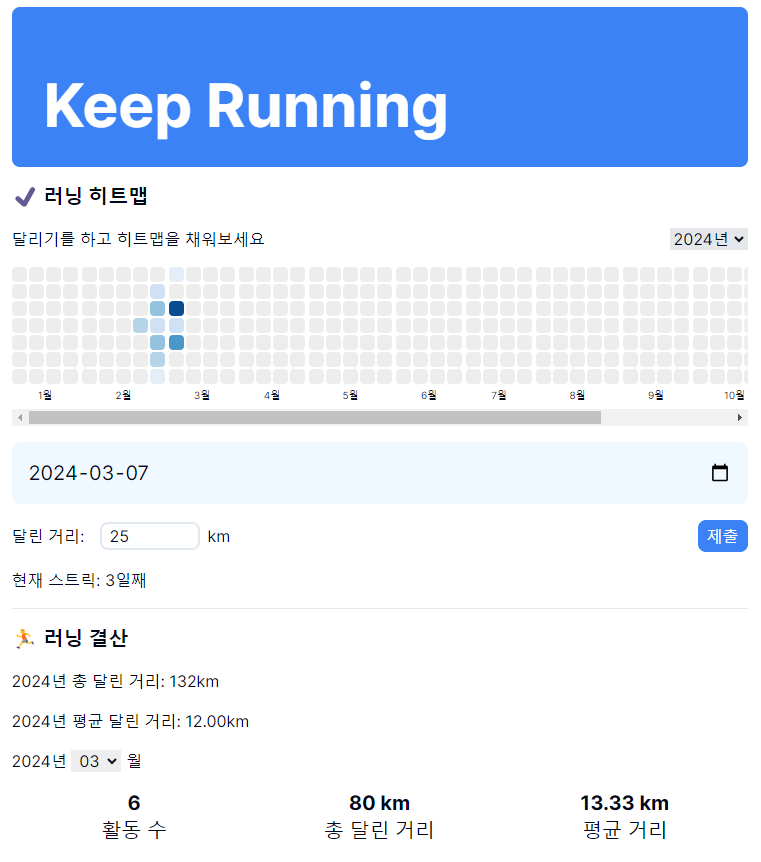 Keep Running
러닝 히트맵
달리기를 하고 히트맵을 채워보세요 2024년
1월 2월 3월 4월 5월 6월 7월 8월 9월 10월
2024-03-07
달린 거리: 25 km 제출
현재 스트릭: 3일째
러닝 결산
2024년 총 달린 거리: 132km
2024년 평균 달린 거리: 12.00km
2024년 03 월
6 80 km 13.33 km
활동 수 총 달린 거리 평균 거리